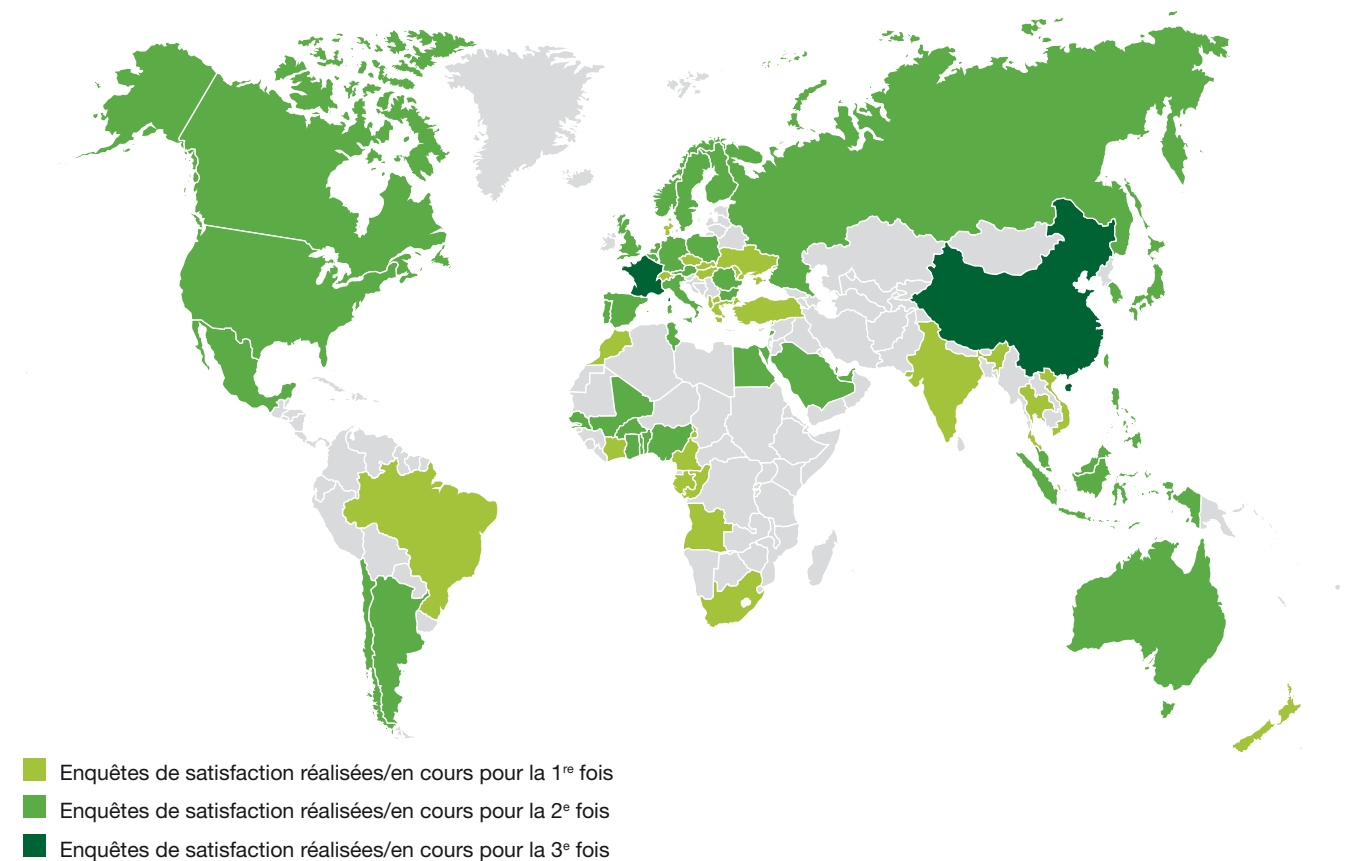 Enquêtes de satisfaction réalisées/en cours pour la 1re fois
Enquêtes de satisfaction réalisées/en cours pour la 2e fois
Enquêtes de satisfaction réalisées/en cours pour la 3e fois